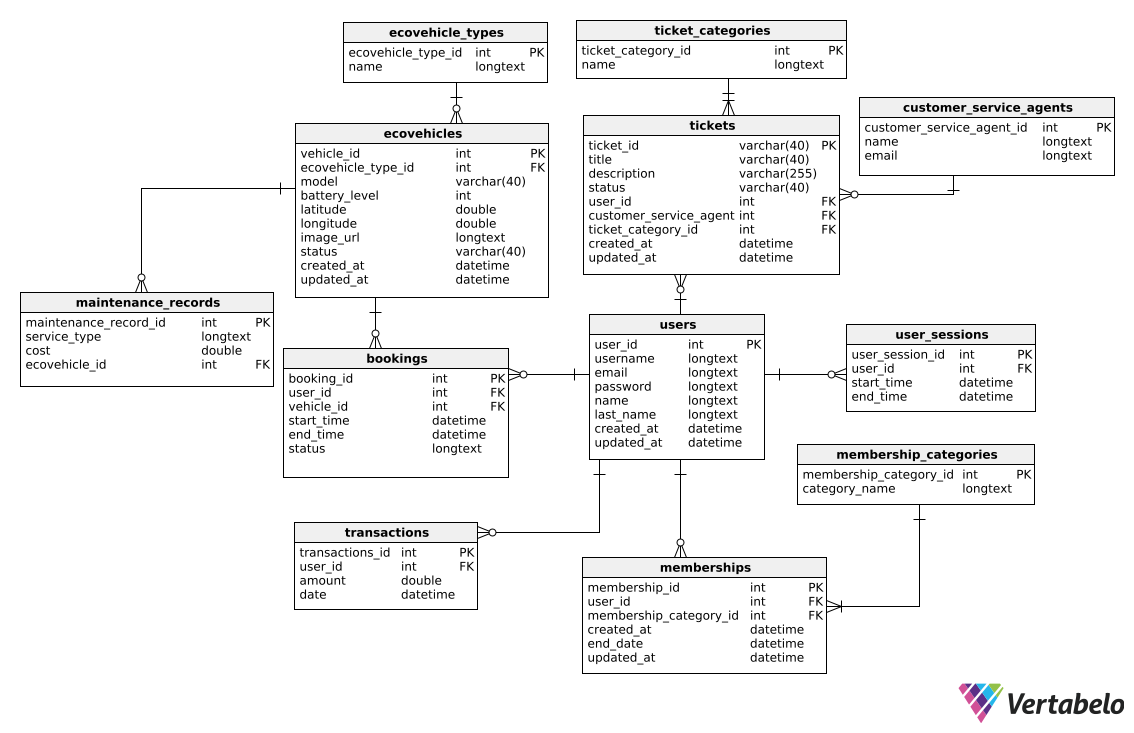 ecovehicle_types
ecovehicle_type_id int PK
name longtext
ticket_categories
ticket_category_id int PK
name longtext
customer_service_agents
customer_service_agent_id int PK
name longtext
email longtext
ecovehicles
vehicle_id int PK
ecovehicle_type_id int FK
model varchar(40)
battery_level int
latitude double
longitude double
image_url longtext
status varchar(40)
created_at datetime
updated_at datetime
tickets
ticket_id varchar(40) PK
title varchar(40)
description varchar(255)
status varchar(40)
user_id int FK
customer_service_agent int FK
ticket_category_id int FK
created_at datetime
updated_at datetime
maintenance_records
maintenance_record_id int PK
service_type longtext
cost double
ecovehicle_id int FK
bookings
booking_id int PK
user_id int FK
vehicle_id int FK
start_time datetime
end_time datetime
status longtext
users
user_id int PK
username longtext
email longtext
password longtext
name longtext
last_name longtext
created_at datetime
updated_at datetime
user_sessions
user_session_id int PK
user_id int FK
start_time datetime
end_time datetime
membership_categories
membership_category_id int PK
category_name longtext
transactions
transactions_id int PK
user_id int FK
amount double
date datetime
memberships
membership_id int PK
user_id int FK
membership_category_id int FK
created_at datetime
end_date datetime
updated_at datetime
Vertabelo